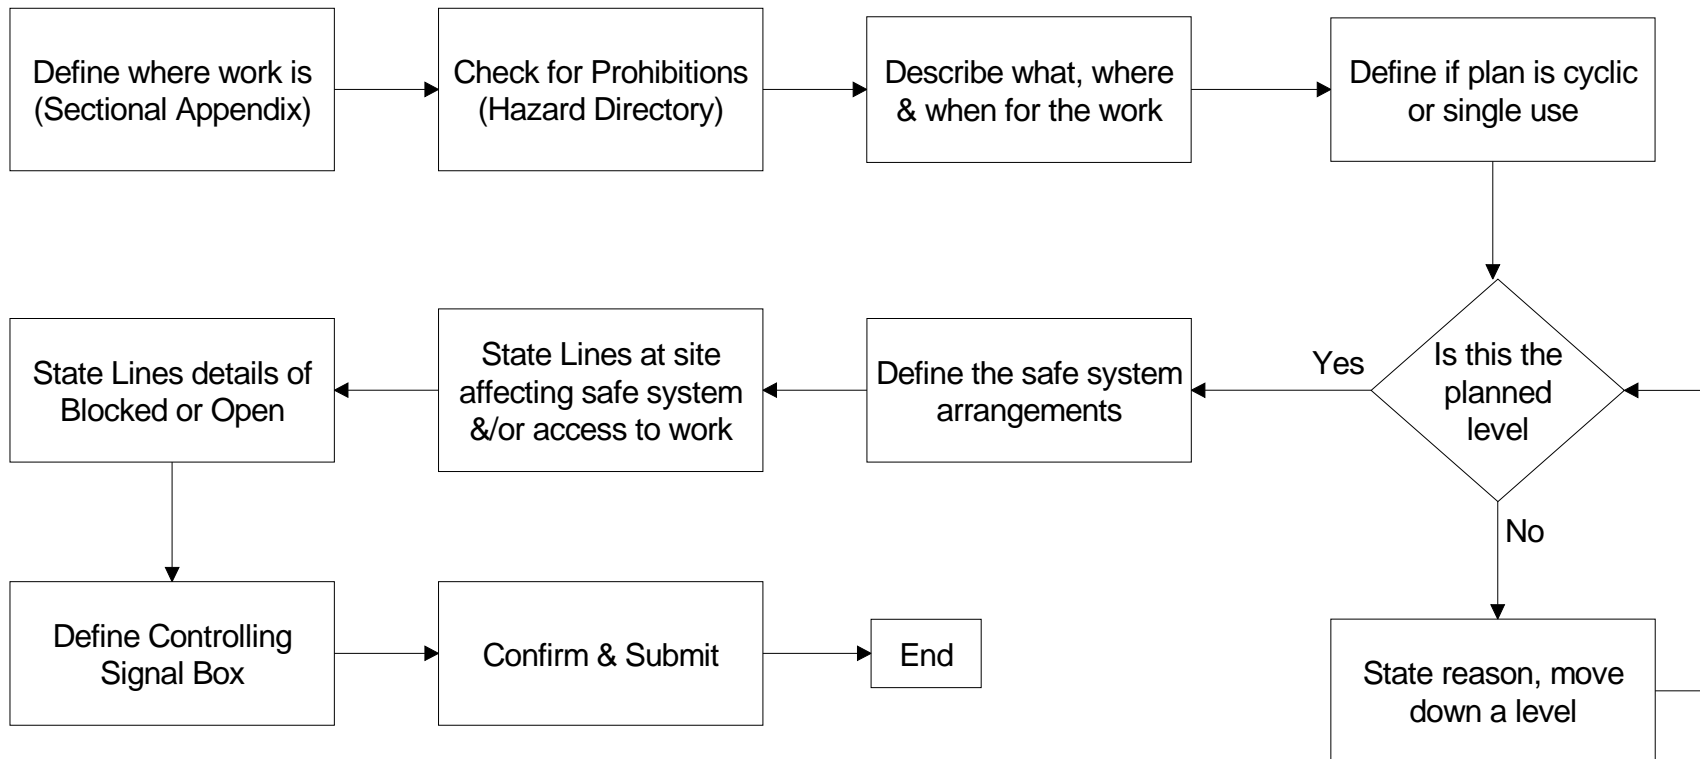 Define where work is
(Sectional Appendix)
Check for Prohibitions
(Hazard Directory)
Describe what, where
& when for the work
Define if plan is cyclic
or single use
Is this the
planned
level
Yes
Define the safe system
arrangements
State Lines at site
affecting safe system
&/or access to work
State Lines details of
Blocked or Open
No
State reason, move
down a level
Define Controlling
Signal Box
Confirm & Submit
End